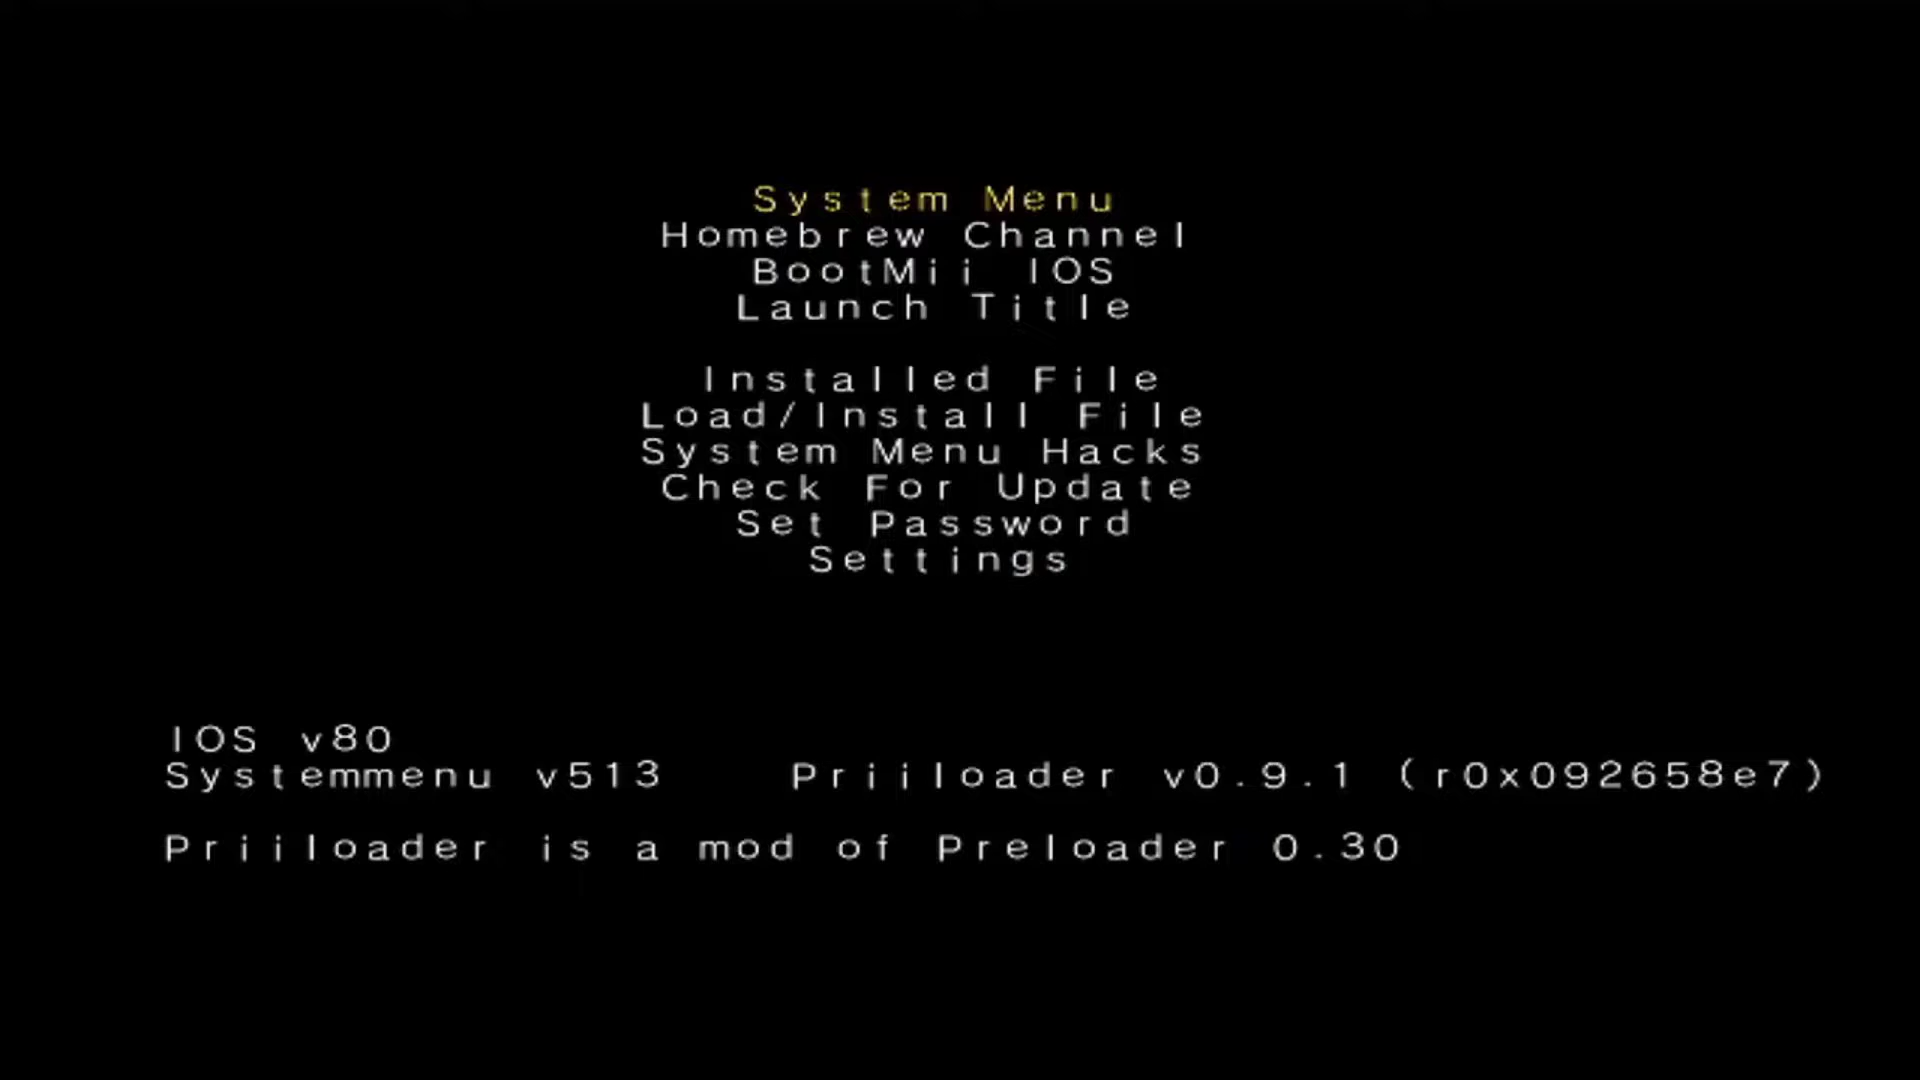 System Menu
Homebrew Channel
BootMii IOS
Launch Title
Installed File
Load/Install File
System Menu Hacks
Check For Update
Set Password
Settings
IOS v80
Systemmenu v513 Priiloader v0.9.1 (r0x092658e7)
Priiloader is a mod of Preloader 0.30